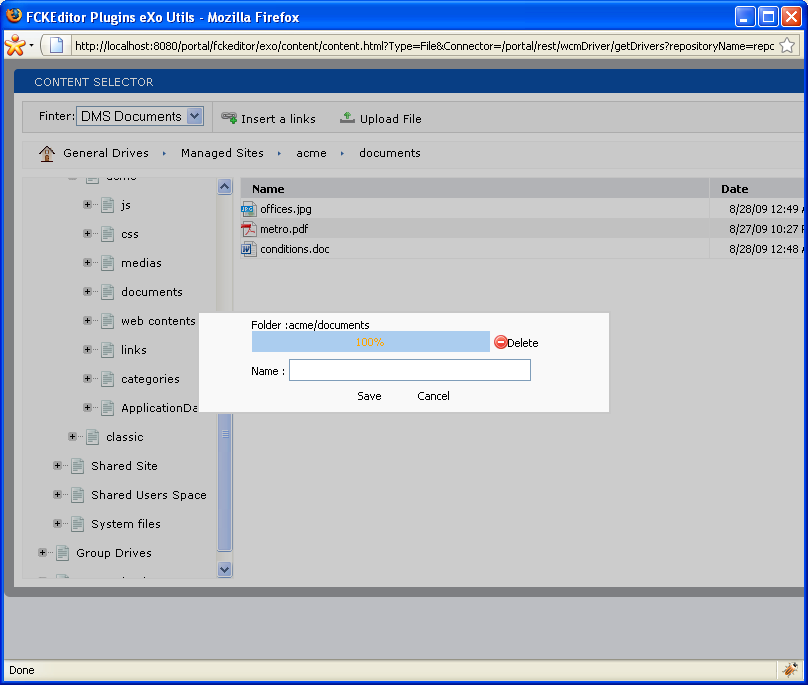 FCKEditor Plugins eXo Utils - Mozilla Firefox
http://localhost:8080/portal/fckeditor/exo/content/content.html?Type=File&Connector=/portal/rest/wcmDriver/getDrivers?repositoryName=repo
CONTENT SELECTOR
Finter: DMS Documents Insert a links Upload File
General Drives Managed Sites acme documents
acme
js
css
medias
documents
web contents
links
categories
ApplicationDa
classic
Shared Site
Shared Users Space
System files
Group Drives
Name Date
offices.jpg 8/28/09 12:49 A
metro.pdf 8/27/09 10:27 P
conditions.doc 8/28/09 12:48 A
Folder :acme/documents
100% Delete
Name :
Save Cancel
Done